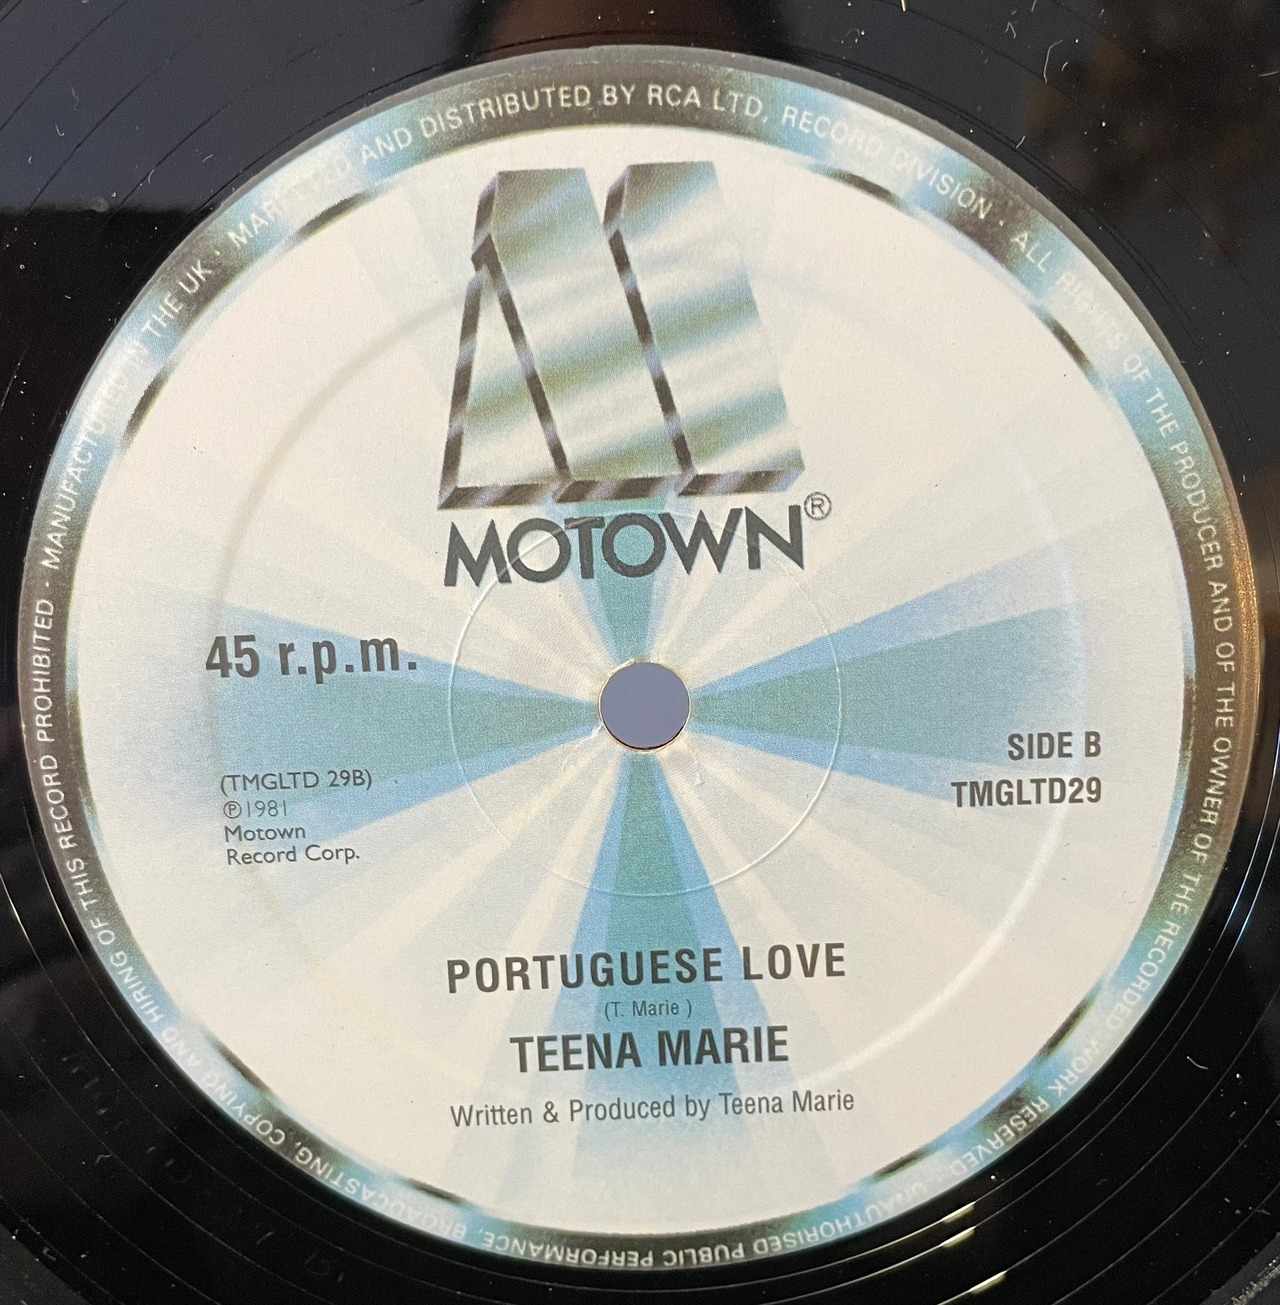 MANUFACTURED IN THE UK · MARKETED AND DISTRIBUTED BY RCA LTD, RECORD DIVISION · ALL RIGHTS OF THE PRODUCER AND OF THE OWNER OF THE RECORDED WORK RESERVED · UNAUTHORISED PUBLIC PERFORMANCE, BROADCASTING, COPYING AND HIRING OF THIS RECORD PROHIBITED ·
MOTOWN®
45 r.p.m.
SIDE B
TMGLTD29
(TMGLTD 29B)
℗1981
Motown
Record Corp.
PORTUGUESE LOVE
(T. Marie )
TEENA MARIE
Written & Produced by Teena Marie